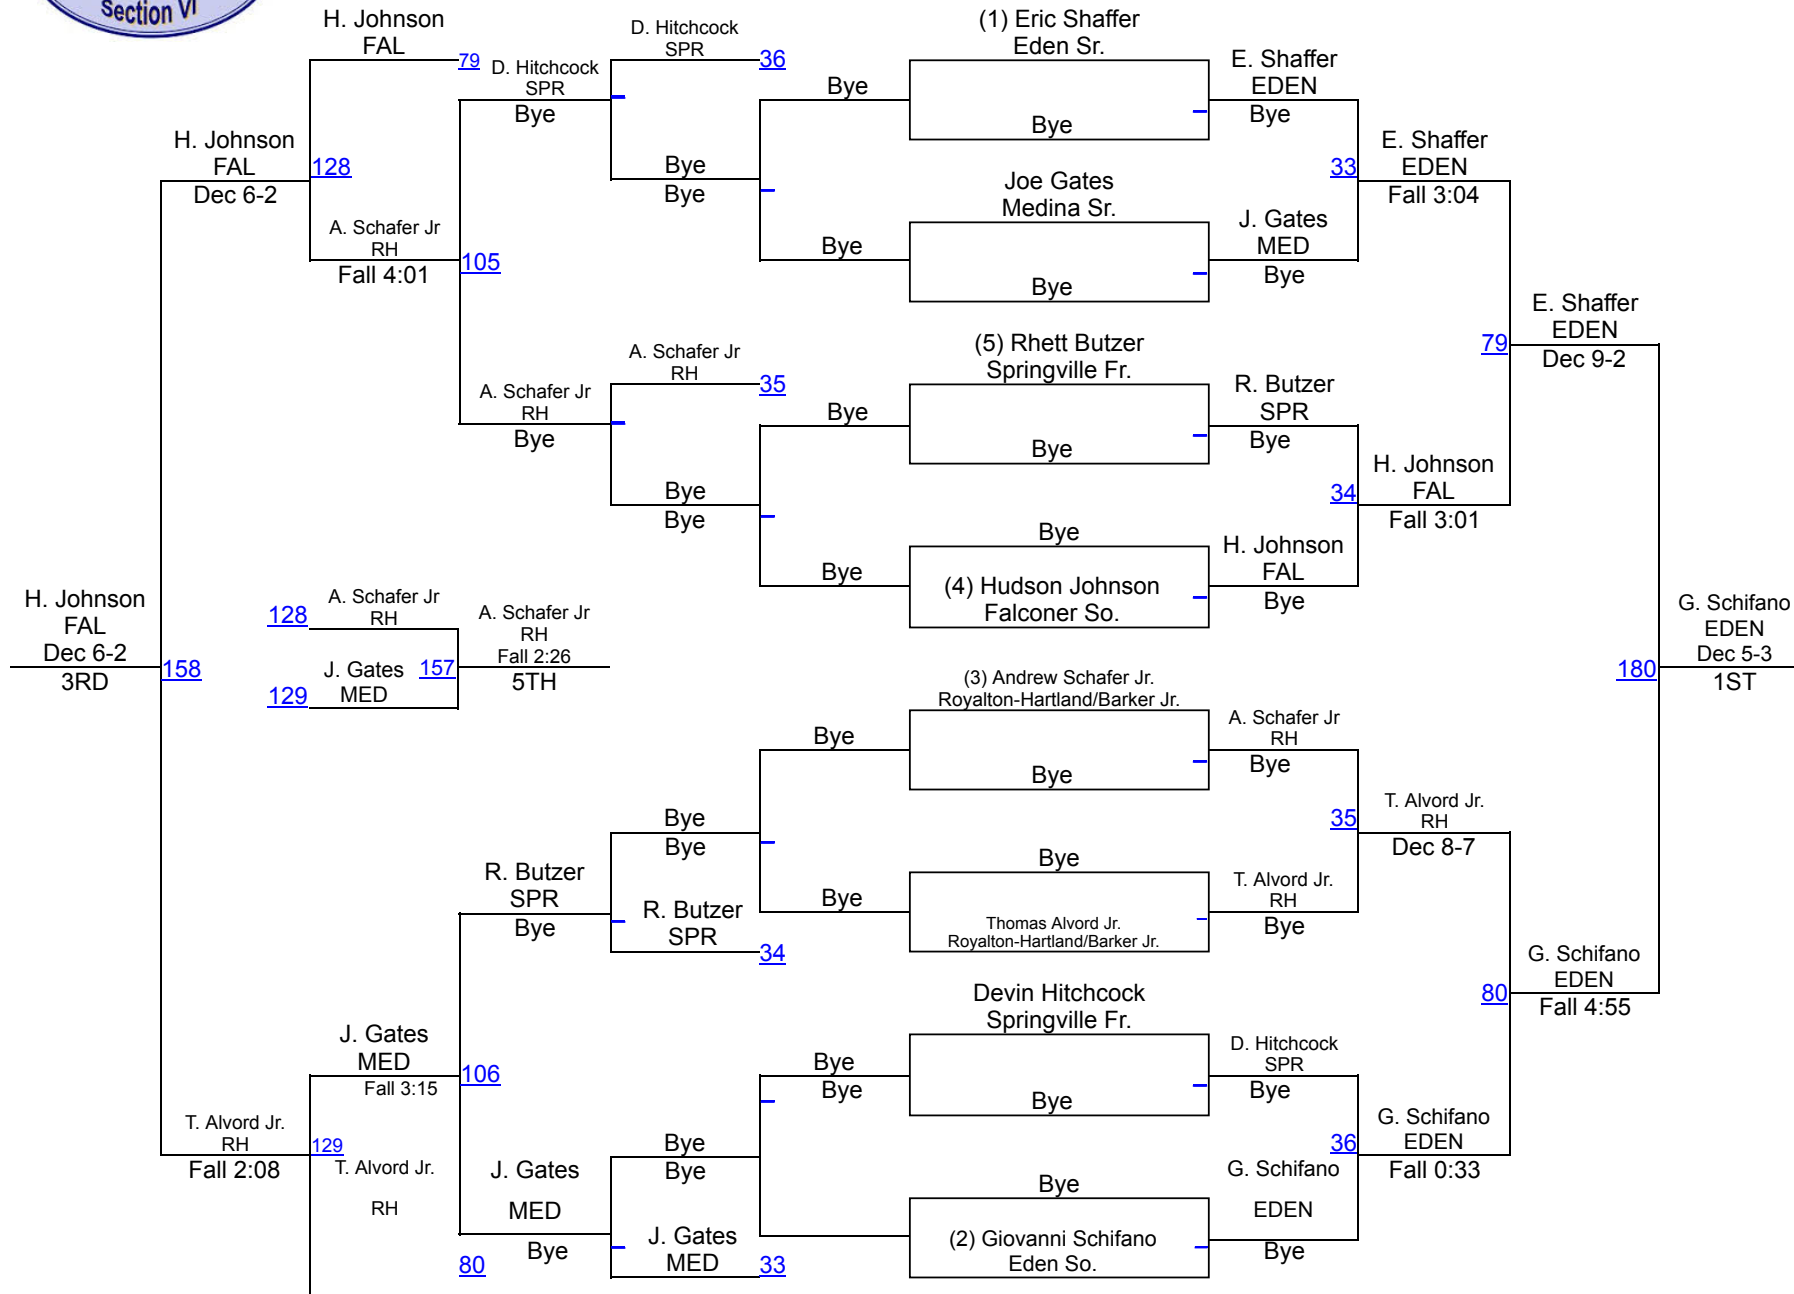 Section VI
H. Johnson
FAL
79
D. Hitchcock
SPR
Bye
D. Hitchcock
SPR
36
(1) Eric Shaffer
Eden Sr.
Bye
Bye
E. Shaffer
EDEN
Bye
H. Johnson
FAL
Dec 6-2
128
Bye
Bye
Joe Gates
Medina Sr.
33
E. Shaffer
EDEN
Fall 3:04
A. Schafer Jr
RH
Fall 4:01
105
Bye
Bye
J. Gates
MED
Bye
A. Schafer Jr
RH
35
(5) Rhett Butzer
Springville Fr.
79
E. Shaffer
EDEN
Dec 9-2
A. Schafer Jr
RH
Bye
Bye
Bye
R. Butzer
SPR
Bye
Bye
Bye
34
H. Johnson
FAL
Fall 3:01
Bye
Bye
(4) Hudson Johnson
Falconer So.
H. Johnson
FAL
Bye
H. Johnson
FAL
Dec 6-2
3RD
158
128
A. Schafer Jr
RH
J. Gates
MED
129
157
A. Schafer Jr
RH
Fall 2:26
5TH
180
G. Schifano
EDEN
Dec 5-3
1ST
(3) Andrew Schafer Jr.
Royalton-Hartland/Barker Jr.
Bye
Bye
A. Schafer Jr
RH
Bye
Bye
Bye
35
T. Alvord Jr.
RH
Dec 8-7
R. Butzer
SPR
Bye
R. Butzer
SPR
34
Bye
Bye
Thomas Alvord Jr.
Royalton-Hartland/Barker Jr.
T. Alvord Jr.
RH
Bye
80
G. Schifano
EDEN
Fall 4:55
Devin Hitchcock
Springville Fr.
J. Gates
MED
Fall 3:15
106
Bye
Bye
Bye
D. Hitchcock
SPR
Bye
T. Alvord Jr.
RH
Fall 2:08
129
T. Alvord Jr.
RH
J. Gates
MED
Bye
80
Bye
Bye
J. Gates
MED
33
Bye
(2) Giovanni Schifano
Eden So.
36
G. Schifano
EDEN
Bye
G. Schifano
EDEN
Fall 0:33